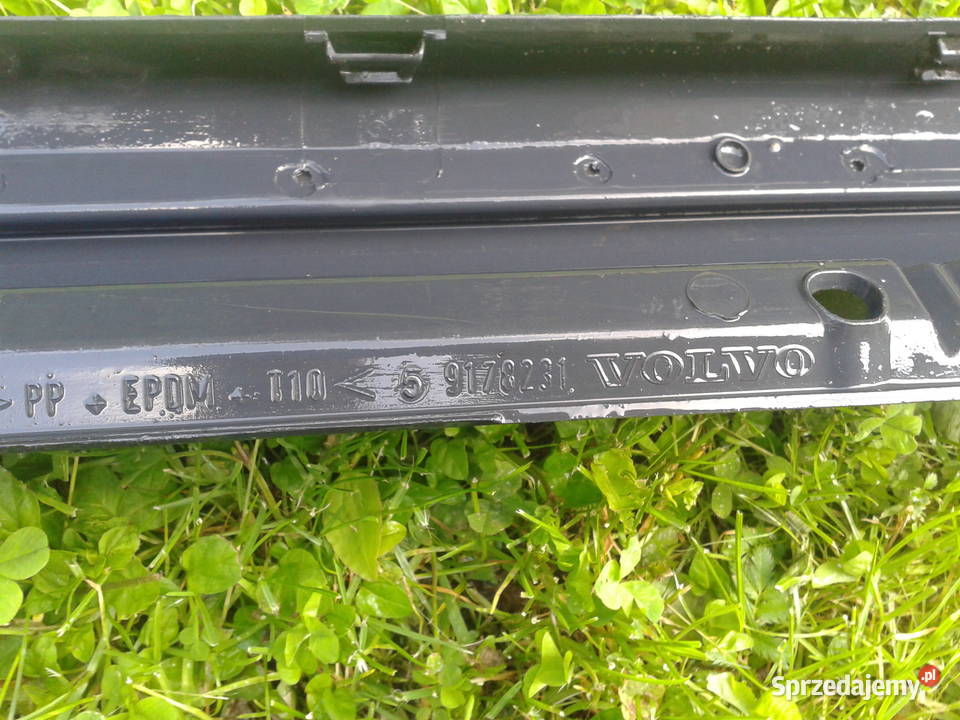 >PP + EPDM - T10< 5 9178231 VOLVO
Sprzedajemy.pl